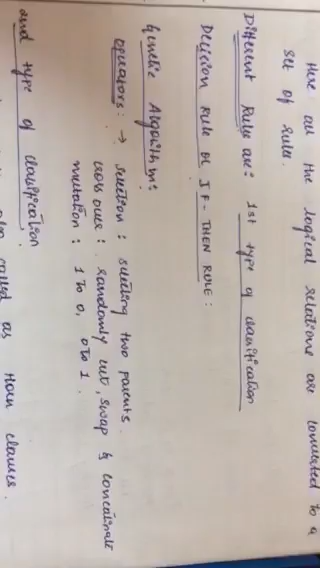 Here all the logical relations are converted to a
set of rules.
Different Rules are: 1st type of classification
Decision Rule or IF-THEN RULE:
Genetic Algorithm:
operators: → selection: selecting two parents.
cross over: Randomly cut, swap & concatinate
mutation: 1 to 0, 0 to 1.
and type of classification
called as Horn clauses.